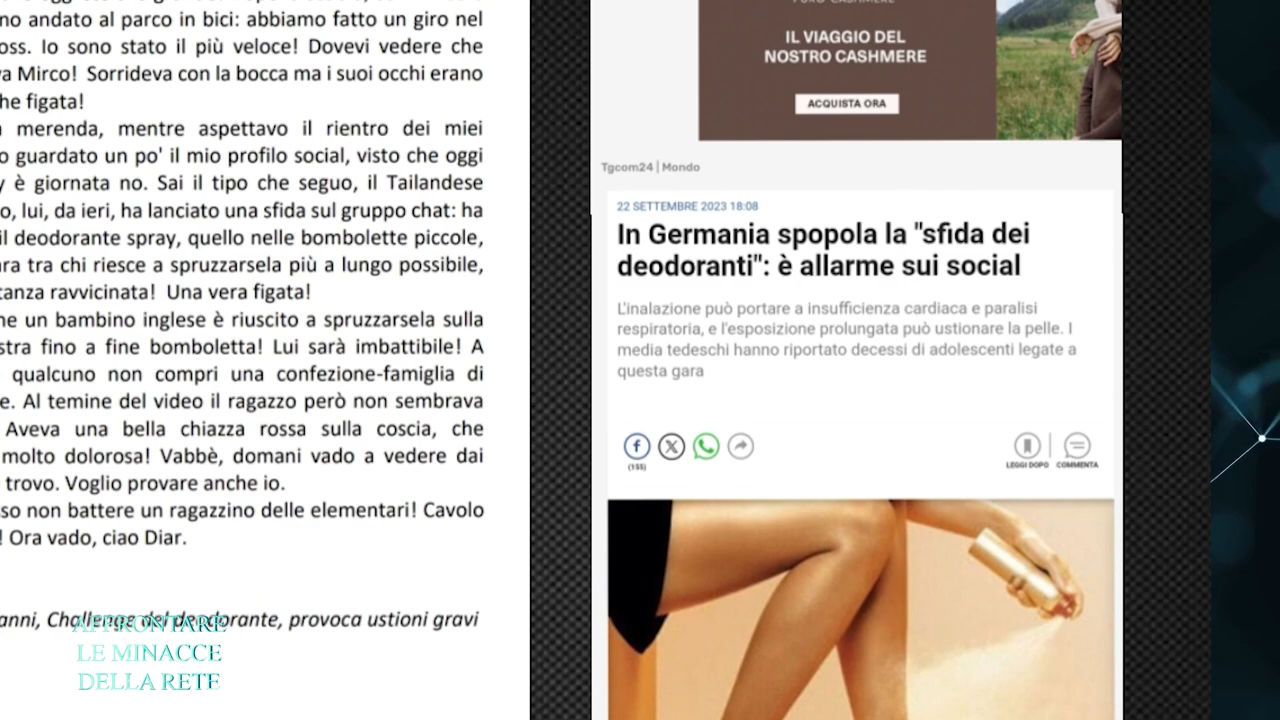 no andato al parco in bici: abbiamo fatto un giro nel
oss. Io sono stato il più veloce! Dovevi vedere che
va Mirco! Sorrideva con la bocca ma i suoi occhi erano
he figata!
merenda, mentre aspettavo il rientro dei miei
o guardato un po' il mio profilo social, visto che oggi
y è giornata no. Sai il tipo che seguo, il Tailandese
o, lui, da ieri, ha lanciato una sfida sul gruppo chat: ha
il deodorante spray, quello nelle bombolette piccole,
ara tra chi riesce a spruzzarsela più a lungo possibile,
tanza ravvicinata! Una vera figata!
he un bambino inglese è riuscito a spruzzarsela sulla
stra fino a fine bomboletta! Lui sarà imbattibile! A
qualcuno non compri una confezione-famiglia di
e. Al temine del video il ragazzo però non sembrava
Aveva una bella chiazza rossa sulla coscia, che
molto dolorosa! Vabbè, domani vado a vedere dai
trovo. Voglio provare anche io.
sso non battere un ragazzino delle elementari! Cavolo
! Ora vado, ciao Diar.
anni, Challenge del deodorante, provoca ustioni gravi
AFFRONTARE
LE MINACCE
DELLA RETE
PURO CASHMERE
IL VIAGGIO DEL
NOSTRO CASHMERE
ACQUISTA ORA
Tgcom24 | Mondo
22 SETTEMBRE 2023 18:08
In Germania spopola la "sfida dei
deodoranti": è allarme sui social
L'inalazione può portare a insufficienza cardiaca e paralisi
respiratoria, e l'esposizione prolungata può ustionare la pelle. I
media tedeschi hanno riportato decessi di adolescenti legate a
questa gara
(155)
LEGGI DOPO COMMENTA